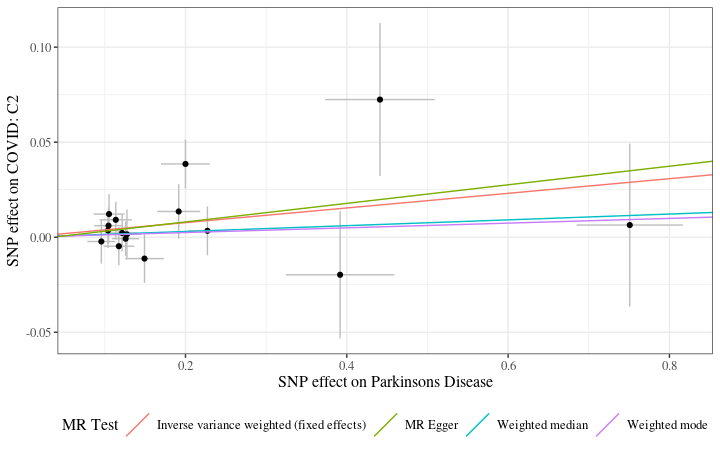 SNP effect on COVID: C2
0.10
0.05
0.00
-0.05
0.2 0.4 0.6 0.8
SNP effect on Parkinsons Disease
MR Test Inverse variance weighted (fixed effects) MR Egger Weighted median Weighted mode